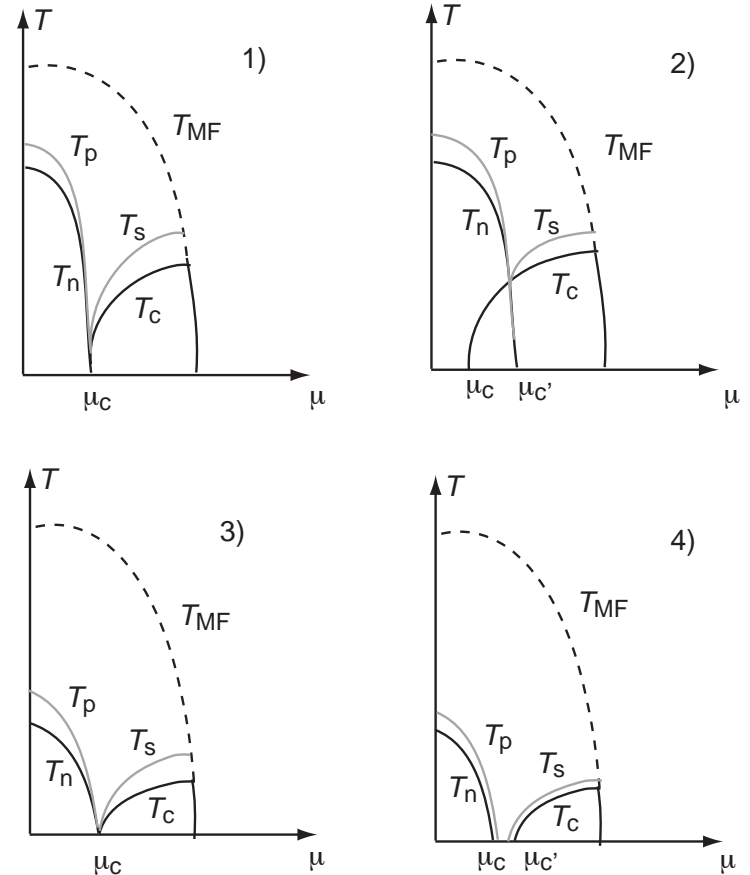 T
1)
T_MF
T_p
T_s
T_n
T_c
μ_c
μ
T
2)
T_MF
T_p
T_n
T_s
T_c
μ_c
μ_c'
μ
T
3)
T_MF
T_p
T_s
T_n
T_c
μ_c
μ
T
4)
T_MF
T_p
T_s
T_n
T_c
μ_c
μ_c'
μ